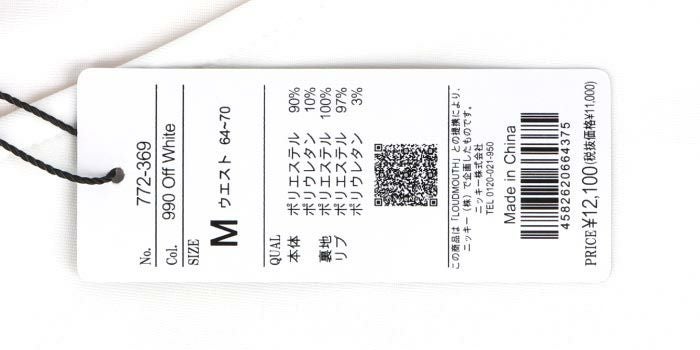 No. 772-369
Col. 990 Off White
SIZE
M ウエスト 64~70
QUAL
本体 ポリエステル 90%
ポリウレタン 10%
裏地 ポリエステル 100%
リブ ポリエステル 97%
ポリウレタン 3%
この商品は「LOUDMOUTH」との提携により、
ニッキー(株)で企画したものです。
ニッキー株式会社
TEL 0120-021-950
Made in China
4582620664375
PRICE ¥12,100(税抜価格¥11,000)